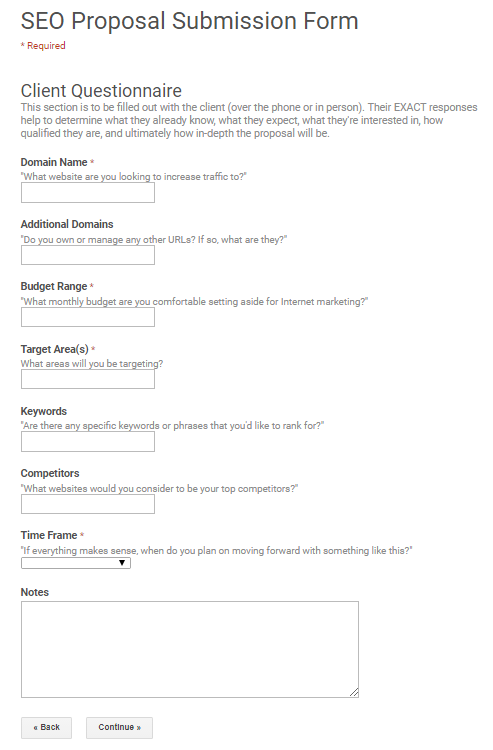 SEO Proposal Submission Form
* Required
Client Questionnaire
This section is to be filled out with the client (over the phone or in person). Their EXACT responses
help to determine what they already know, what they expect, what they're interested in, how
qualified they are, and ultimately how in-depth the proposal will be.
Domain Name *
"What website are you looking to increase traffic to?"
Additional Domains
"Do you own or manage any other URLs? If so, what are they?"
Budget Range *
"What monthly budget are you comfortable setting aside for Internet marketing?"
Target Area(s) *
What areas will you be targeting?
Keywords
"Are there any specific keywords or phrases that you'd like to rank for?"
Competitors
"What websites would you consider to be your top competitors?"
Time Frame *
"If everything makes sense, when do you plan on moving forward with something like this?"
Notes
« Back Continue »